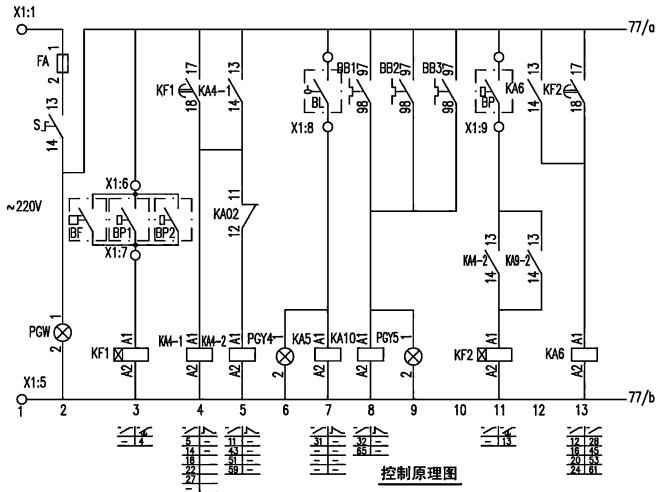 X1:1
77/a
FA
1
2
13
S
14
~220V
X1:6
BF
BP1
BP2
X1:7
PGW
1
2
KF1
A1
A2
KF1
17
18
KA4-1
13
14
11
KA02
12
KA4-1
A1
A2
KA4-2
A1
A2
PGY4
1
2
BL
X1:8
KA5
A1
A2
BB1
97
98
BB2
97
98
BB3
97
98
KA10
A1
A2
PGY5
1
2
BP
X1:9
KA6
13
14
KF2
17
18
KA4-2
13
14
KA9-2
13
14
KF2
A1
A2
KA6
A1
A2
X1:5
77/b
1 2 3 4 5 6 7 8 9 10 11 12 13
- 4
5 -
14 -
18 -
22 -
27 -
- -
11 -
43 -
51 -
59 -
31 -
- -
- -
- -
32 -
65 -
- 13
12 28
16 45
20 53
24 61
控制原理图